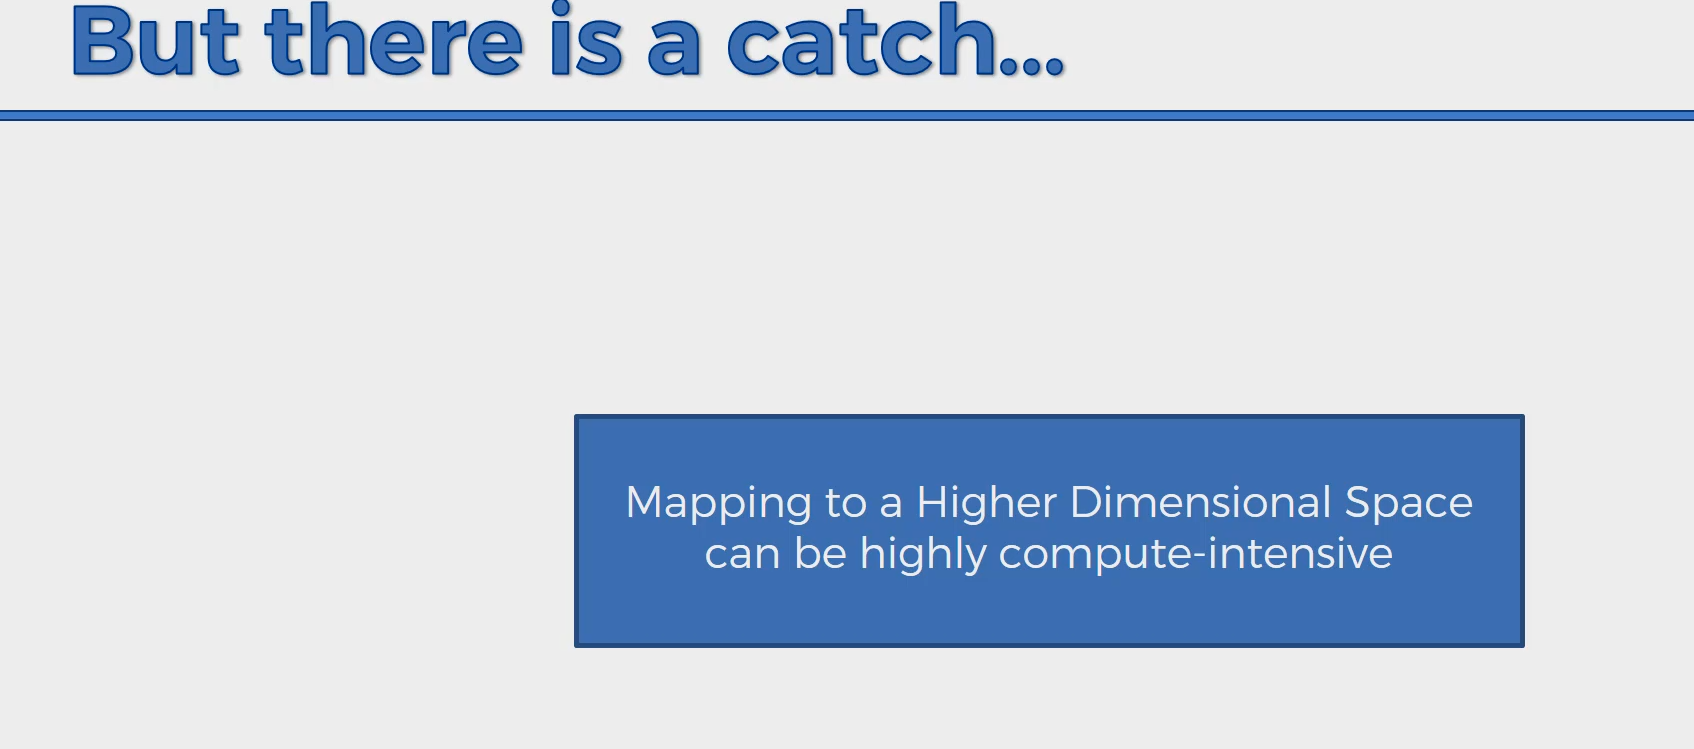 But there is a catch...
Mapping to a Higher Dimensional Space
can be highly compute-intensive